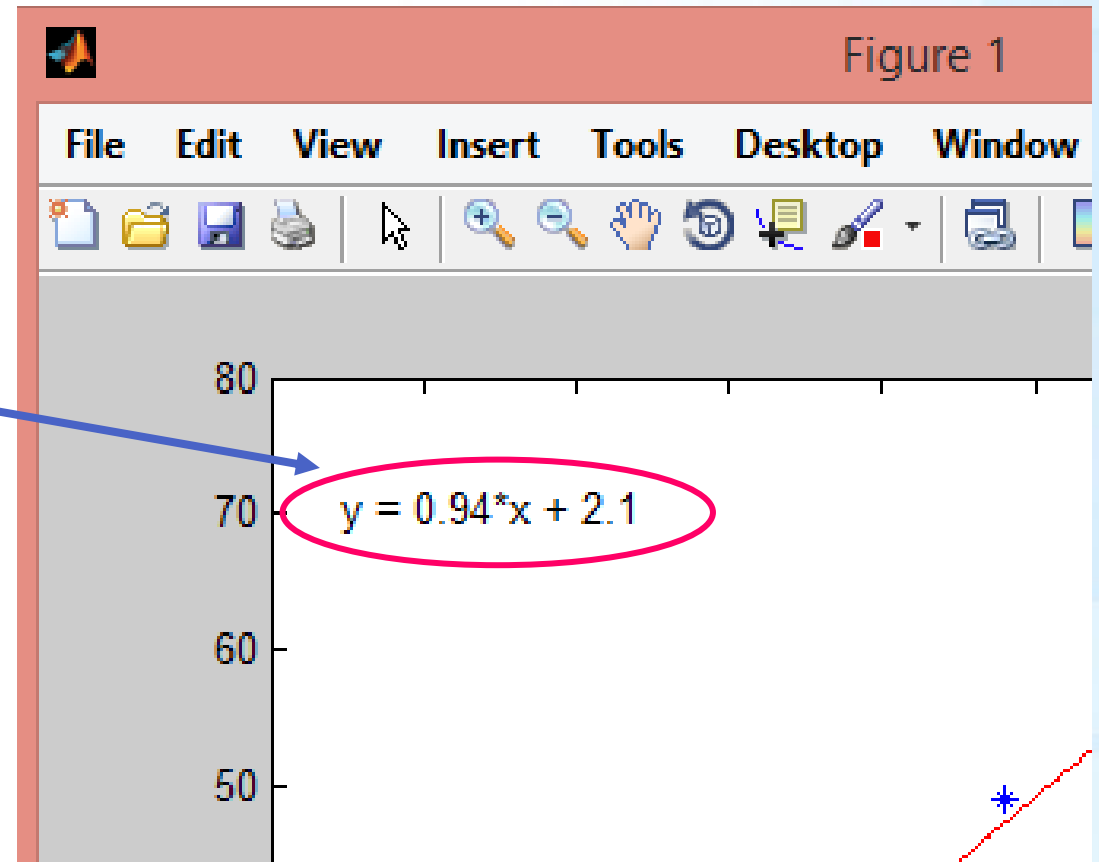 Figure 1
File Edit View Insert Tools Desktop Window
80
70
y = 0.94*x + 2.1
60
50